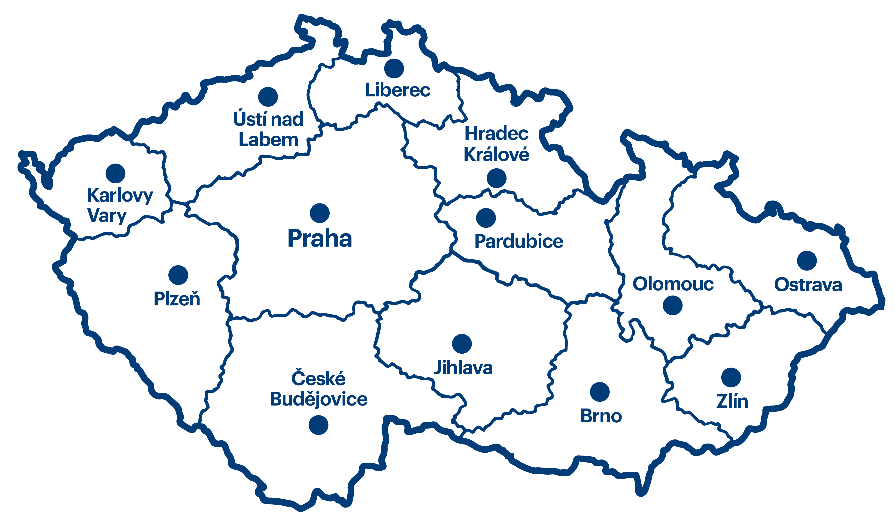 Liberec
Ústí nad
Labem
Hradec
Králové
Karlovy
Vary
Praha
Pardubice
Plzeň
Olomouc
Ostrava
Jihlava
České
Budějovice
Zlín
Brno